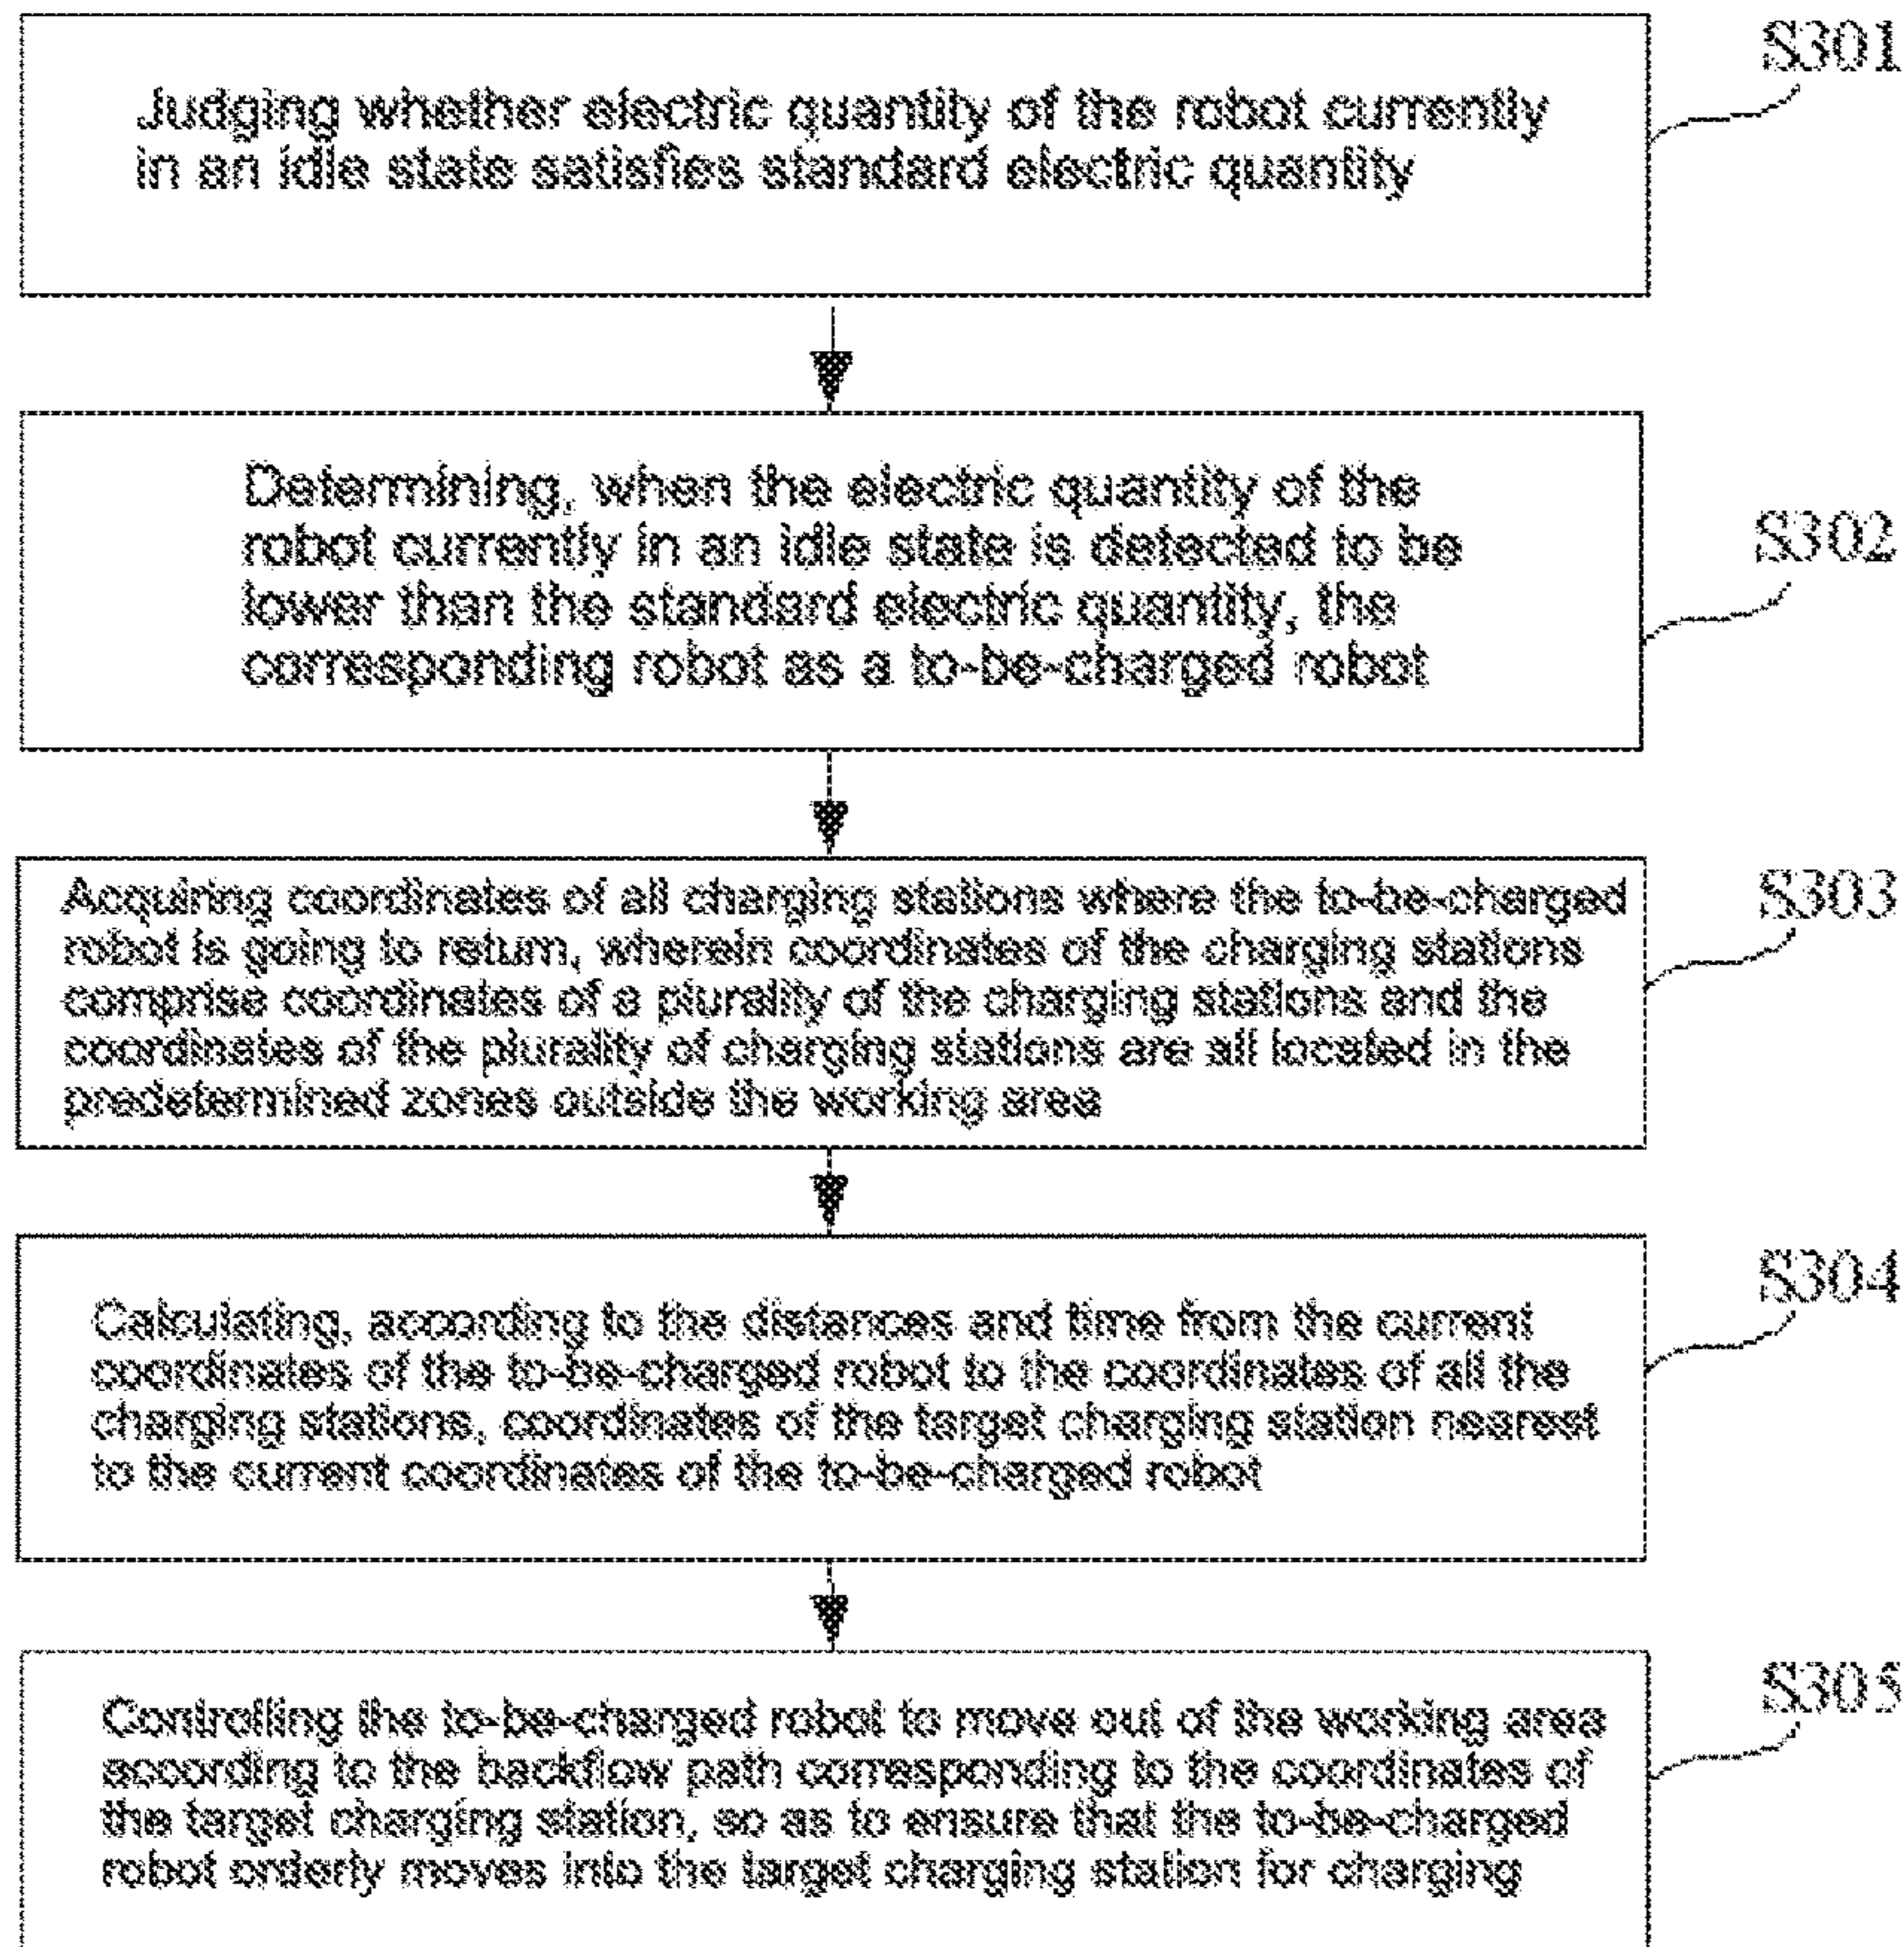 S301
Judging whether electric quantity of the robot currently
in an idle state satisfies standard electric quantity
Determining, when the electric quantity of the
robot currently in an idle state is detected to be
lower than the standard electric quantity, the
corresponding robot as a to-be-charged robot
S302
Acquiring coordinates of all charging stations where the to-be-charged
robot is going to return, wherein coordinates of the charging stations
comprise coordinates of a plurality of the charging stations and the
coordinates of the plurality of charging stations are all located in the
predetermined zones outside the working area
S303
Calculating, according to the distances and time from the current
coordinates of the to-be-charged robot to the coordinates of all the
charging stations, coordinates of the target charging station nearest
to the current coordinates of the to-be-charged robot
S304
Controlling the to-be-charged robot to move out of the working area
according to the backflow path corresponding to the coordinates of
the target charging station, so as to ensure that the to-be-charged
robot orderly moves into the target charging station for charging
S305